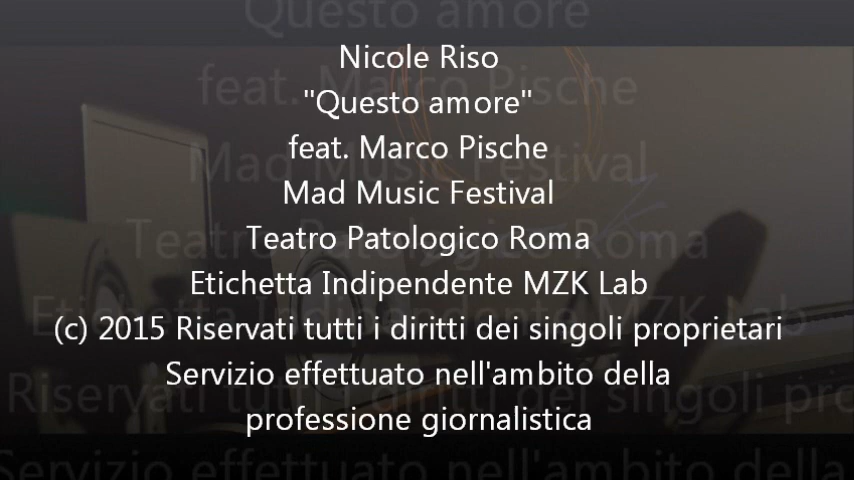 Nicole Riso
"Questo amore"
feat. Marco Pische
Mad Music Festival
Teatro Patologico Roma
Etichetta Indipendente MZK Lab
(c) 2015 Riservati tutti i diritti dei singoli proprietari
Servizio effettuato nell'ambito della
professione giornalistica